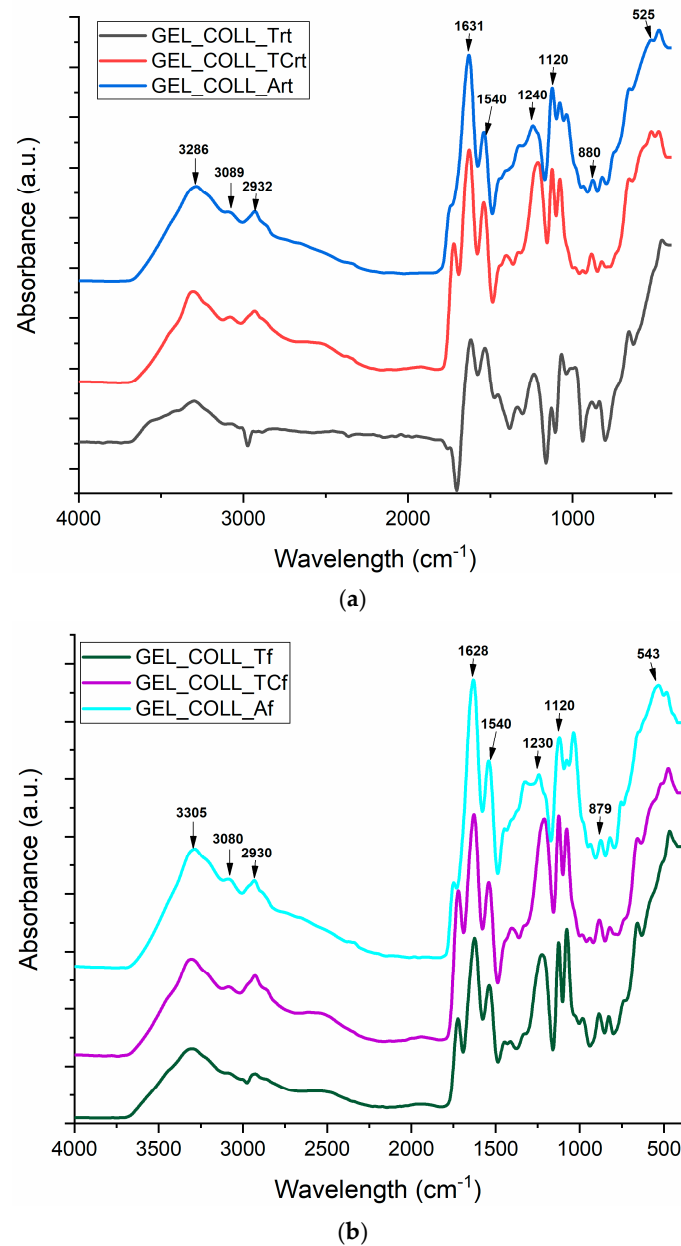 GEL_COLL_Trt
GEL_COLL_TCrt
GEL_COLL_Art
3286
3089
2932
1631
1540
1240
1120
880
525
Absorbance (a.u.)
4000 3000 2000 1000
Wavelength (cm-1)
(a)
GEL_COLL_Tf
GEL_COLL_TCf
GEL_COLL_Af
3305
3080
2930
1628
1540
1230
1120
879
543
Absorbance (a.u.)
4000 3500 3000 2500 2000 1500 1000 500
Wavelength (cm-1)
(b)